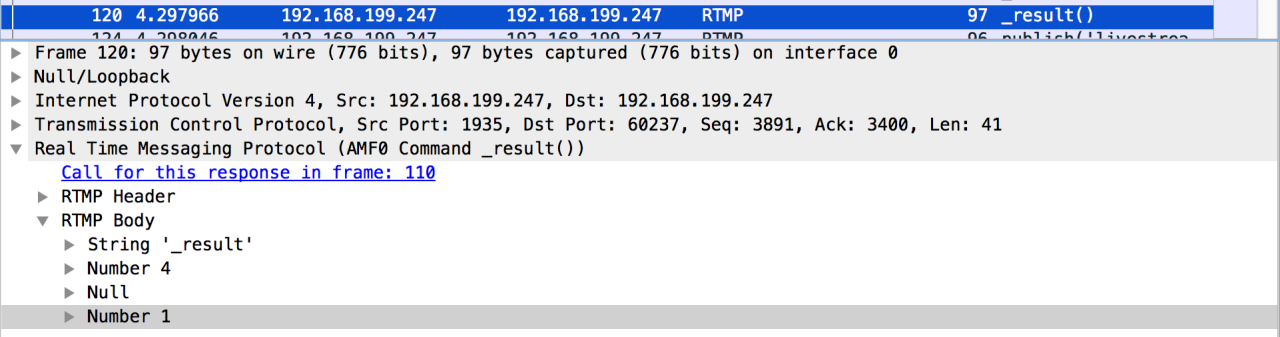 120 4.297966 192.168.199.247 192.168.199.247 RTMP 97 _result()
124 4.298046 192.168.199.247 192.168.199.247 RTMP 96 publish('livestrea
Frame 120: 97 bytes on wire (776 bits), 97 bytes captured (776 bits) on interface 0
Null/Loopback
Internet Protocol Version 4, Src: 192.168.199.247, Dst: 192.168.199.247
Transmission Control Protocol, Src Port: 1935, Dst Port: 60237, Seq: 3891, Ack: 3400, Len: 41
Real Time Messaging Protocol (AMF0 Command _result())
Call for this response in frame: 110
RTMP Header
RTMP Body
String '_result'
Number 4
Null
Number 1